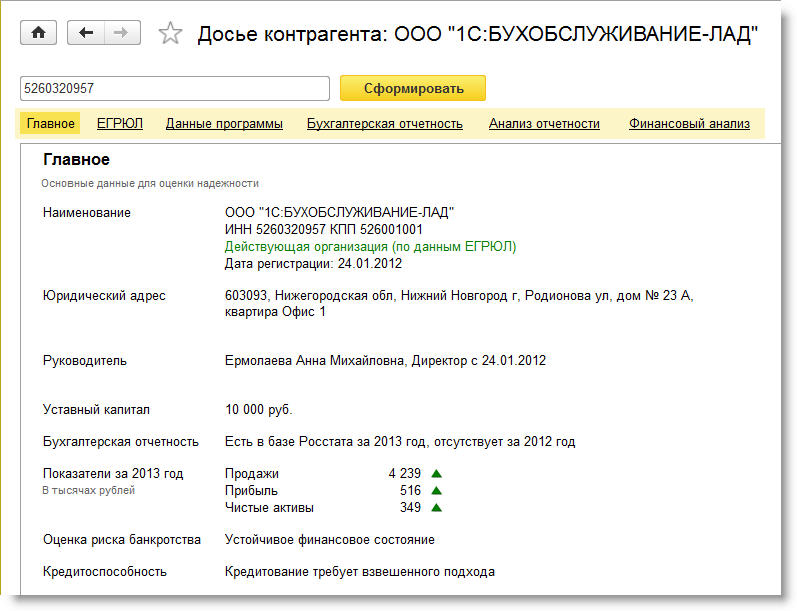 Досье контрагента: ООО "1С:БУХОБСЛУЖИВАНИЕ-ЛАД"
5260320957 Сформировать
Главное ЕГРЮЛ Данные программы Бухгалтерская отчетность Анализ отчетности Финансовый анализ
Главное
Основные данные для оценки надежности
Наименование ООО "1С:БУХОБСЛУЖИВАНИЕ-ЛАД"
ИНН 5260320957 КПП 526001001
Действующая организация (по данным ЕГРЮЛ)
Дата регистрации: 24.01.2012
Юридический адрес 603093, Нижегородская обл, Нижний Новгород г, Родионова ул, дом № 23 А,
квартира Офис 1
Руководитель Ермолаева Анна Михайловна, Директор с 24.01.2012
Уставный капитал 10 000 руб.
Бухгалтерская отчетность Есть в базе Росстата за 2013 год, отсутствует за 2012 год
Показатели за 2013 год Продажи 4 239
В тысячах рублей Прибыль 516
Чистые активы 349
Оценка риска банкротства Устойчивое финансовое состояние
Кредитоспособность Кредитование требует взвешенного подхода